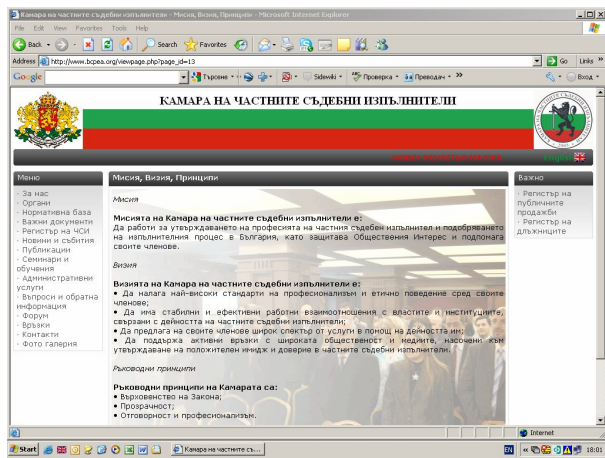 Камара на частните съдебни изпълнители - Мисия, Визия, Принципи - Microsoft Internet Explorer
File Edit View Favorites Tools Help
Back Search Favorites
Address http://www.bcpea.org/viewpage.php?page_id=13 Go Links »
Google Търсене Sidewiki Проверка Преводач » Вход
КАМАРА НА ЧАСТНИТЕ СЪДЕБНИ ИЗПЪЛНИТЕЛИ
English
Меню
За нас
Органи
Нормативна база
Важни документи
Регистър на ЧСИ
Новини и събития
Публикации
Семинари и
обучения
Административни
услуги
Въпроси и обратна
информация
Форум
Връзки
Контакти
Фото галерия
Мисия, Визия, Принципи
Мисия
Мисията на Камара на частните съдебни изпълнители е:
Да работи за утвърждаването на професията на частния съдебен изпълнител и подобряването
на изпълнителния процес в България, като защитава Обществения Интерес и подпомага
своите членове.
Визия
Визията на Камара на частните съдебни изпълнители е:
• Да налага най-високи стандарти на професионализъм и етично поведение сред своите
членове;
• Да има стабилни и ефективни работни взаимоотношения с властите и институциите,
свързани с дейността на частните съдебни изпълнители;
• Да предлага на своите членове широк спектър от услуги в помощ на дейността им;
• Да поддържа активни връзки с широката общественост и медиите, насочени към
утвърждаване на положителен имидж и доверие в частните съдебни изпълнители.
Ръководни принципи
Ръководни принципи на Камарата са:
• Върховенство на Закона;
• Прозрачност;
• Отговорност и професионализъм.
Важно
Регистър на
публичните
продажби
Регистър на
длъжниците
Internet
Start Камара на частните съ... EN « 18:01